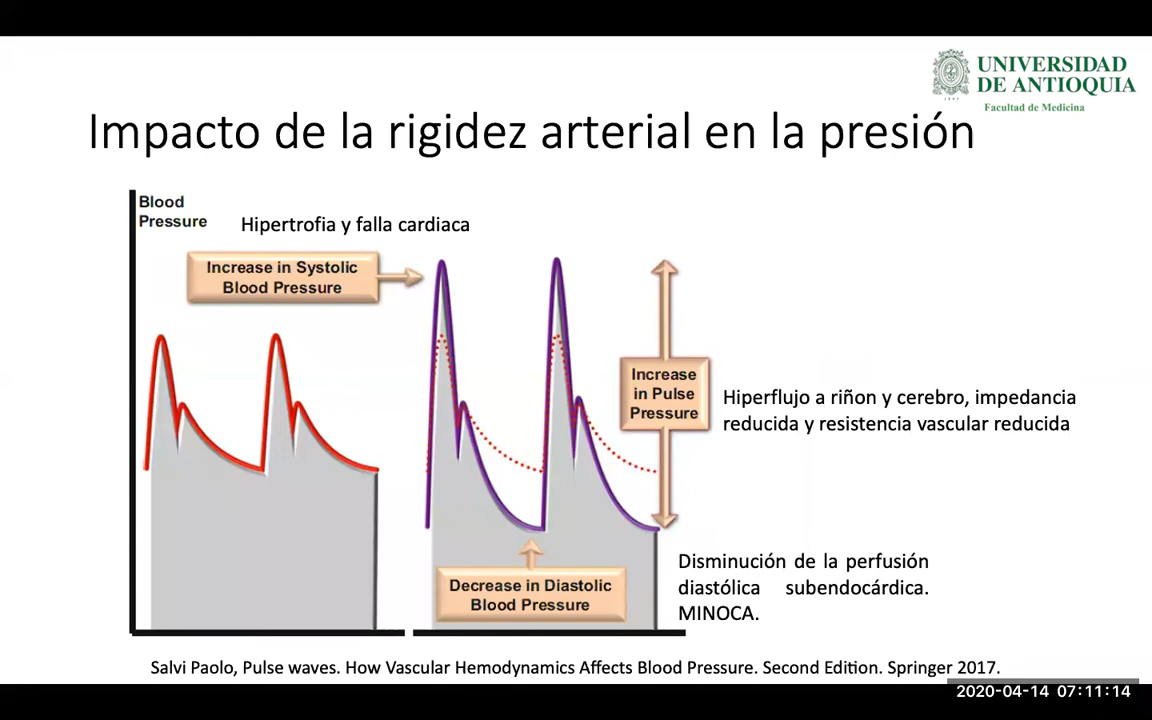 UNIVERSIDAD
DE ANTIOQUIA
Facultad de Medicina
Impacto de la rigidez arterial en la presión
Blood
Pressure
Hipertrofia y falla cardiaca
Increase in Systolic
Blood Pressure
Increase
in Pulse
Pressure
Hiperflujo a riñon y cerebro, impedancia
reducida y resistencia vascular reducida
Decrease in Diastolic
Blood Pressure
Disminución de la perfusión
diastólica subendocárdica.
MINOCA.
Salvi Paolo, Pulse waves. How Vascular Hemodynamics Affects Blood Pressure. Second Edition. Springer 2017.
2020-04-14 07:11:14